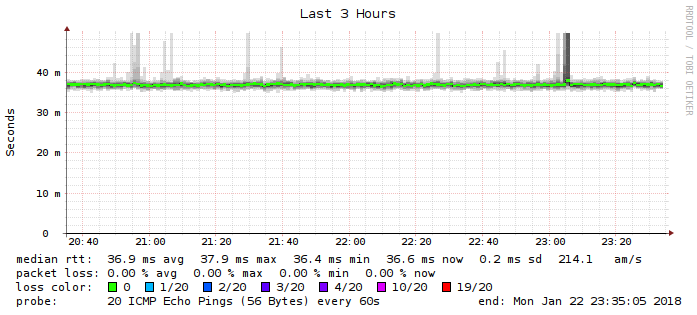 Last 3 Hours
RRDTOOL / TOBI OETIKER
Seconds
40 m
30 m
20 m
10 m
0
20:40 21:00 21:20 21:40 22:00 22:20 22:40 23:00 23:20
median rtt: 36.9 ms avg 37.9 ms max 36.4 ms min 36.6 ms now 0.2 ms sd 214.1 am/s
packet loss: 0.00 % avg 0.00 % max 0.00 % min 0.00 % now
loss color: 0 1/20 2/20 3/20 4/20 10/20 19/20
probe: 20 ICMP Echo Pings (56 Bytes) every 60s end: Mon Jan 22 23:35:05 2018